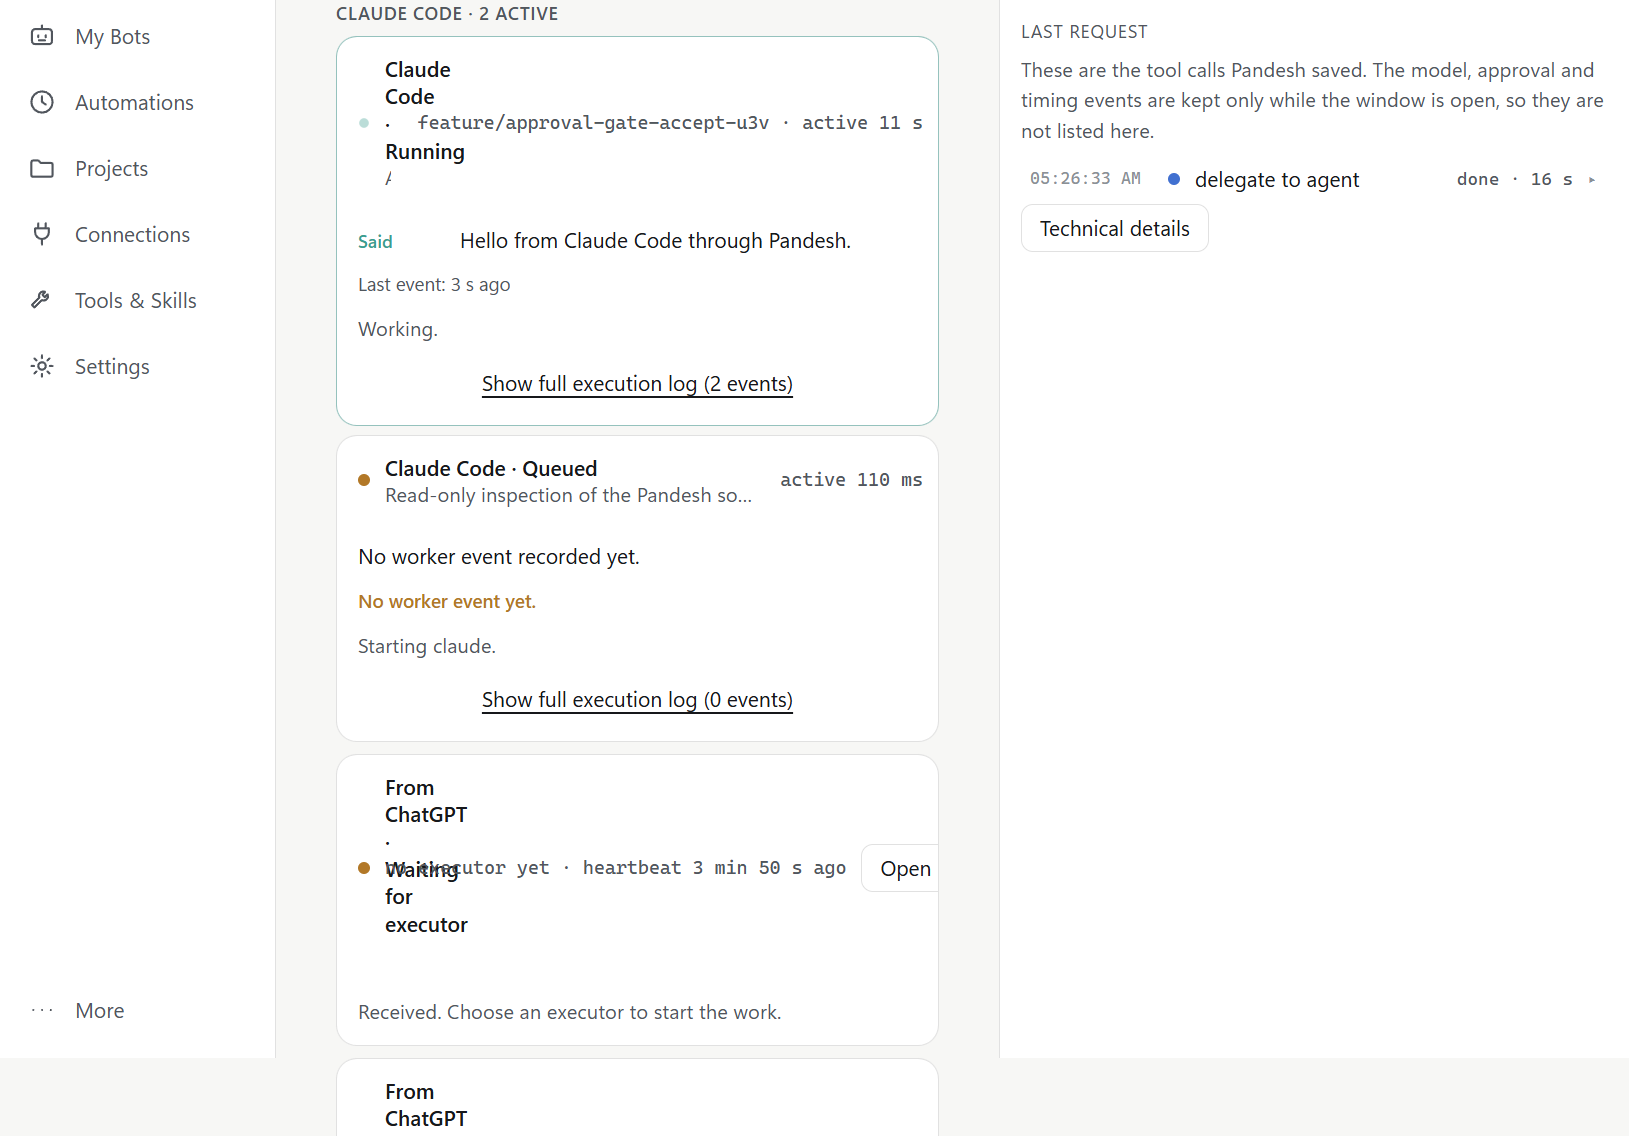 My Bots
Automations
Projects
Connections
Tools & Skills
Settings
··· More
CLAUDE CODE · 2 ACTIVE
Claude
Code
·
Running
feature/approval-gate-accept-u3v · active 11 s
Said Hello from Claude Code through Pandesh.
Last event: 3 s ago
Working.
Show full execution log (2 events)
Claude Code · Queued
Read-only inspection of the Pandesh so...
active 110 ms
No worker event recorded yet.
No worker event yet.
Starting claude.
Show full execution log (0 events)
From
ChatGPT
·
Waiting
for
executor
no executor yet · heartbeat 3 min 50 s ago
Open
Received. Choose an executor to start the work.
From
ChatGPT
LAST REQUEST
These are the tool calls Pandesh saved. The model, approval and
timing events are kept only while the window is open, so they are
not listed here.
05:26:33 AM delegate to agent done · 16 s ▸
Technical details